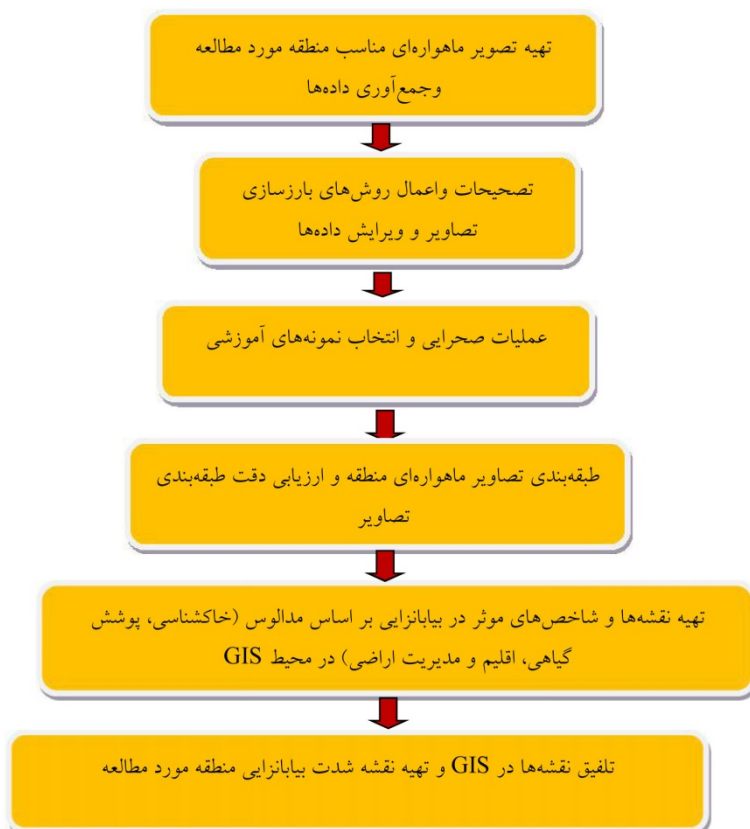 تهیه تصویر ماهواره‌ای مناسب منطقه مورد مطالعه
وجمع‌آوری داده‌ها
تصحیحات واعمال روش‌های بارزسازی
تصاویر و ویرایش داده‌ها
عملیات صحرایی و انتخاب نمونه‌های آموزشی
طبقه‌بندی تصاویر ماهواره‌ای منطقه و ارزیابی دقت طبقه‌بندی
تصاویر
تهیه نقشه‌ها و شاخص‌های موثر در بیابانزایی بر اساس مدالوس (خاکشناسی، پوشش
گیاهی، اقلیم و مدیریت اراضی) در محیط GIS
تلفیق نقشه‌ها در GIS و تهیه نقشه شدت بیابانزایی منطقه مورد مطالعه